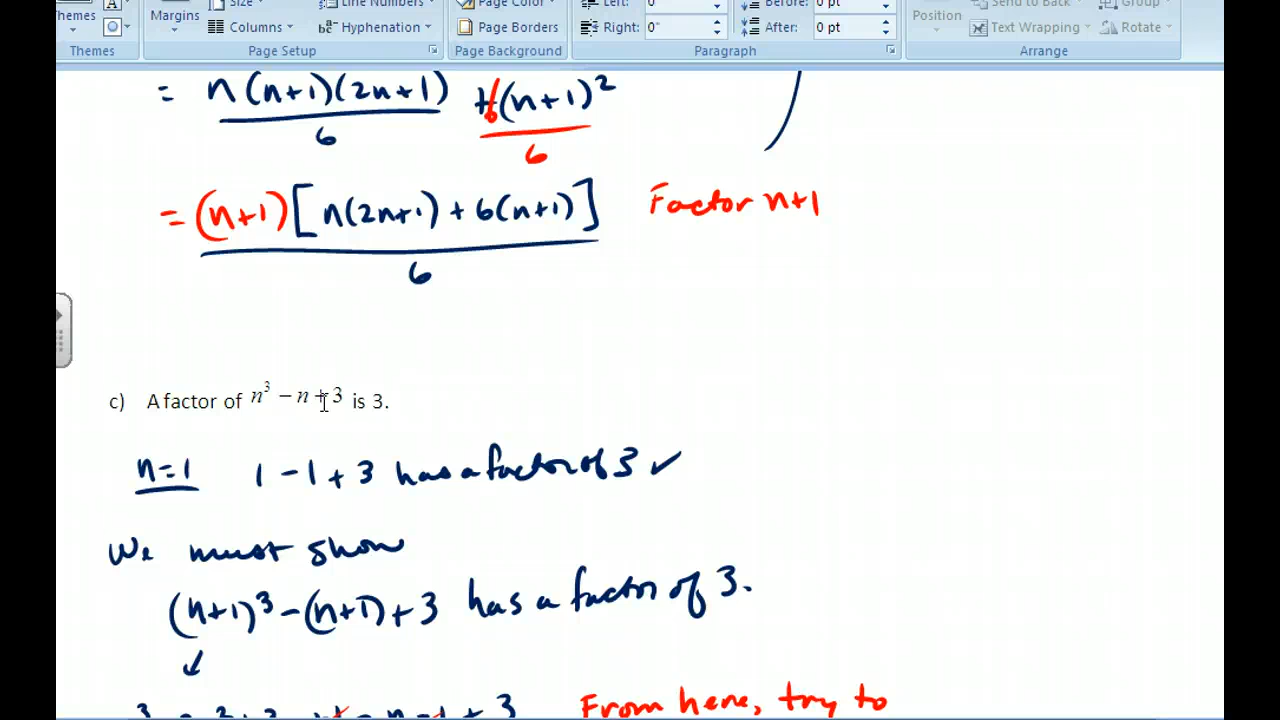 Size Line Numbers Page Color Left: 0 Before: 0 pt Send to Back Group
Themes Margins Columns Hyphenation Page Borders Right: 0" After: 0 pt Position Text Wrapping Rotate
Themes Page Setup Page Background Paragraph Arrange
= n(n+1)(2n+1)/6 +6(n+1)²/6
= (n+1)[n(2n+1) + 6(n+1)]/6 Factor n+1
c) A factor of n³ − n + 3 is 3.
n=1 1 − 1 + 3 has a factor of 3 ✓
We must show
(n+1)³ − (n+1) + 3 has a factor of 3.
↓
From here, try to